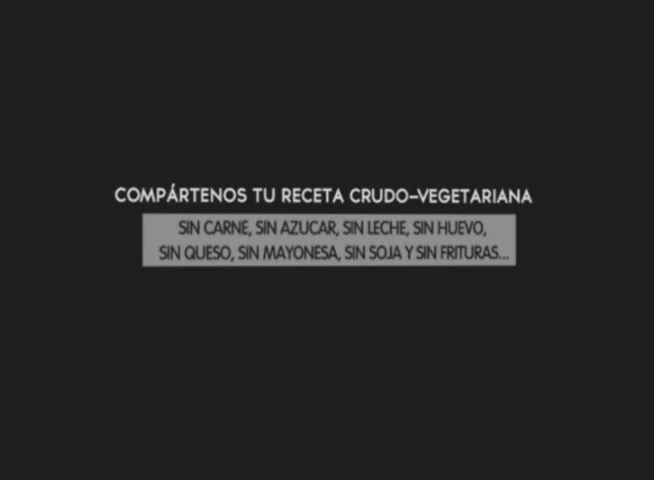 COMPÁRTENOS TU RECETA CRUDO-VEGETARIANA
SIN CARNE, SIN AZUCAR, SIN LECHE, SIN HUEVO,
SIN QUESO, SIN MAYONESA, SIN SOJA Y SIN FRITURAS...